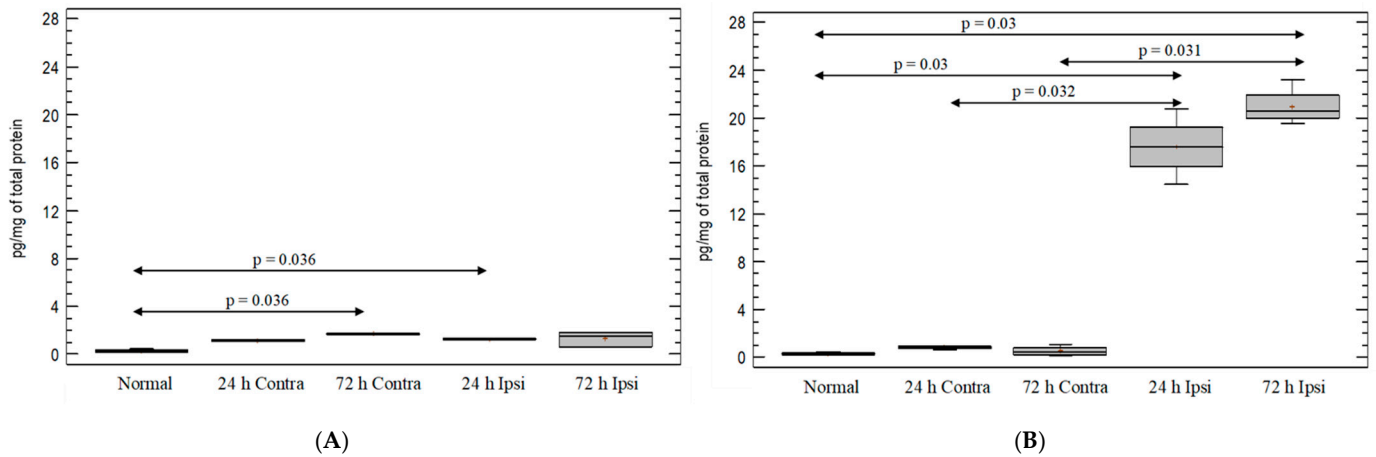 28
24
20
16
12
8
4
0
pg/mg of total protein
p = 0.036
p = 0.036
Normal 24 h Contra 72 h Contra 24 h Ipsi 72 h Ipsi
(A)
28
24
20
16
12
8
4
0
pg/mg of total protein
p = 0.03
p = 0.031
p = 0.03
p = 0.032
Normal 24 h Contra 72 h Contra 24 h Ipsi 72 h Ipsi
(B)